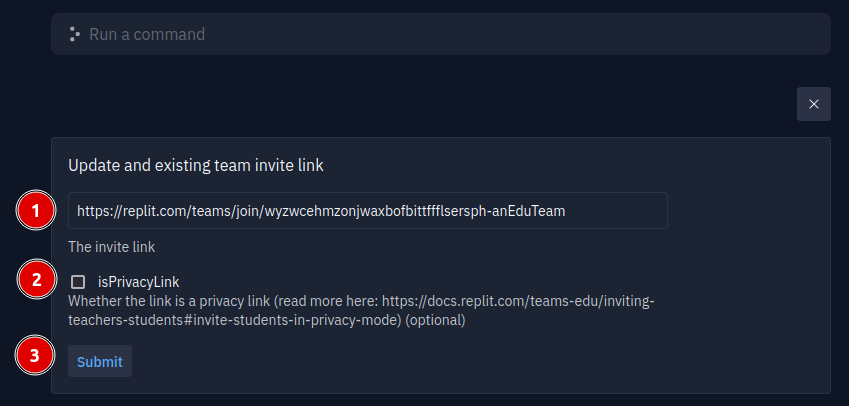 Run a command
Update and existing team invite link
1
https://replit.com/teams/join/wyzwcehmzonjwaxbofbittffflsersph-anEduTeam
The invite link
2
isPrivacyLink
Whether the link is a privacy link (read more here: https://docs.replit.com/teams-edu/inviting-
teachers-students#invite-students-in-privacy-mode) (optional)
3
Submit